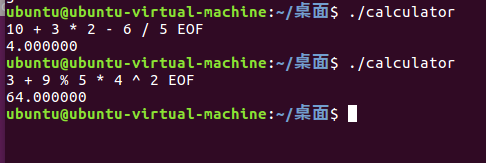 ubuntu@ubuntu-virtual-machine:~/桌面$ ./calculator
10 + 3 * 2 - 6 / 5 EOF
4.000000
ubuntu@ubuntu-virtual-machine:~/桌面$ ./calculator
3 + 9 % 5 * 4 ^ 2 EOF
64.000000
ubuntu@ubuntu-virtual-machine:~/桌面$